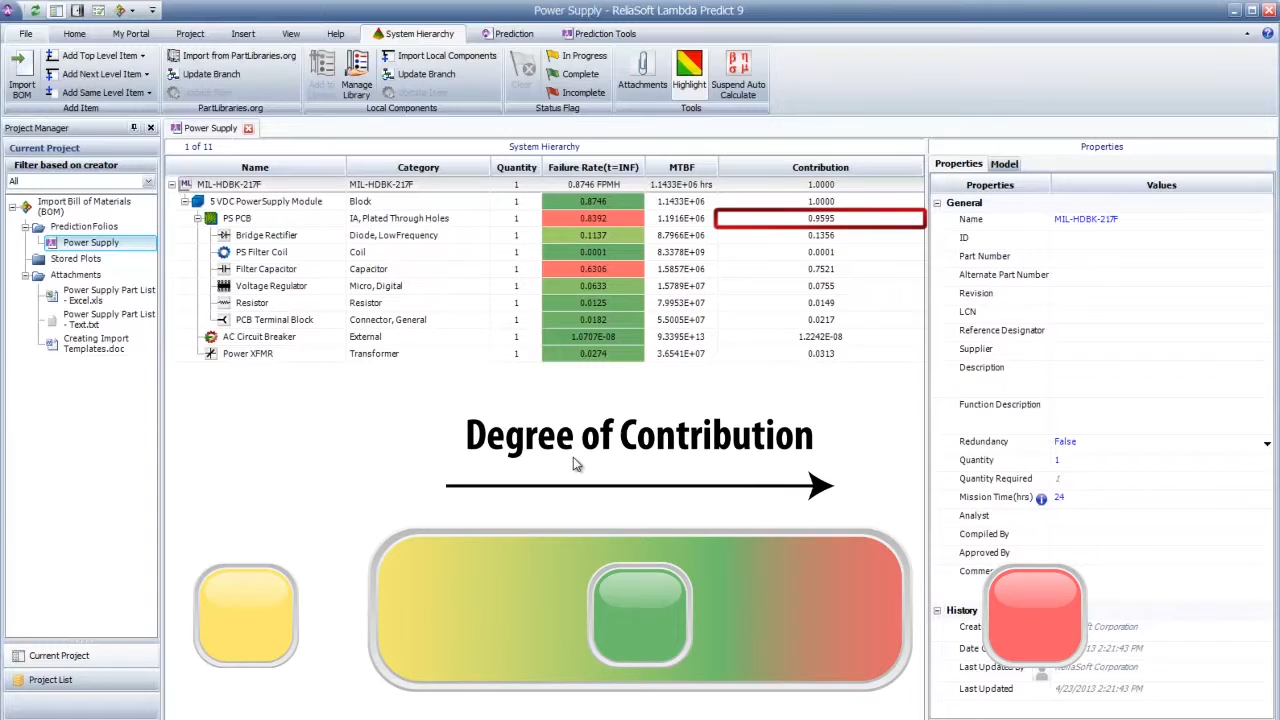 Power Supply - ReliaSoft Lambda Predict 9
File Home My Portal Project Insert View Help System Hierarchy Prediction Prediction Tools
Import BOM
Add Top Level Item
Add Next Level Item
Add Same Level Item
Add Item
Import from PartLibraries.org
Update Branch
PartLibraries.org
Manage Library
Import Local Components
Update Branch
Local Components
Clear
In Progress
Complete
Incomplete
Status Flag
Attachments
Highlight
Suspend Auto Calculate
Tools
Project Manager
Current Project
Filter based on creator
All
Import Bill of Materials (BOM)
Prediction Folios
Power Supply
Stored Plots
Attachments
Power Supply Part List - Excel.xls
Power Supply Part List - Text.txt
Creating Import Templates.doc
Current Project
Project List
Power Supply
1 of 11 System Hierarchy
Name Category Quantity Failure Rate(t=INF) MTBF Contribution
MIL-HDBK-217F MIL-HDBK-217F 1 0.8746 FPMH 1.1433E+06 hrs 1.0000
5 VDC Power Supply Module Block 1 0.8746 1.1433E+06 1.0000
PS PCB IA, Plated Through Holes 1 0.8392 1.1916E+06 0.9595
Bridge Rectifier Diode, Low Frequency 1 0.1137 8.7966E+06 0.1356
PS Filter Coil Coil 1 0.0001 8.3378E+09 0.0001
Filter Capacitor Capacitor 1 0.6306 1.5857E+06 0.7521
Voltage Regulator Micro, Digital 1 0.0633 1.5789E+07 0.0755
Resistor Resistor 1 0.0125 7.9953E+07 0.0149
PCB Terminal Block Connector, General 1 0.0182 5.5005E+07 0.0217
AC Circuit Breaker External 1 1.0707E-08 9.3395E+13 1.2242E-08
Power XFMR Transformer 1 0.0274 3.6541E+07 0.0313
Degree of Contribution
Properties
Properties Model
Properties Values
General
Name MIL-HDBK-217F
ID
Part Number
Alternate Part Number
Revision
LCN
Reference Designator
Supplier
Description
Function Description
Redundancy False
Quantity 1
Quantity Required 1
Mission Time(hrs) 24
Analyst
Compiled By
Approved By
History
Last Updated By ReliaSoft Corporation
Last Updated 4/23/2013 2:21:43 PM